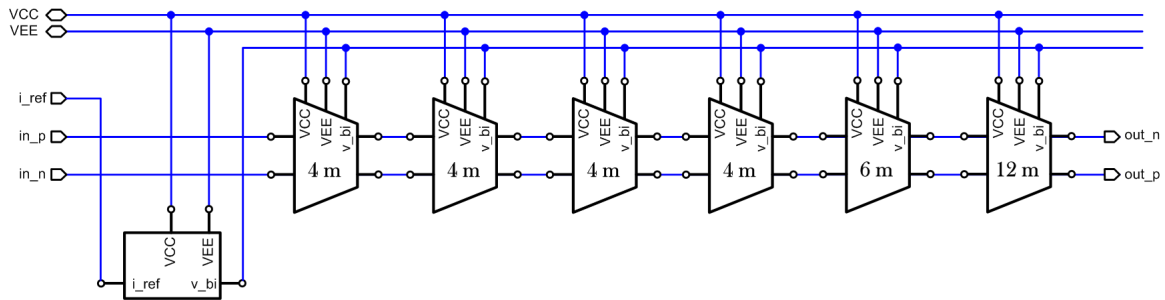 VCC
VEE
i_ref
in_p
in_n
VCC VEE v_bi
4 m
VCC VEE v_bi
4 m
VCC VEE v_bi
4 m
VCC VEE v_bi
4 m
VCC VEE v_bi
6 m
VCC VEE v_bi
12 m
out_n
out_p
VCC VEE
i_ref v_bi